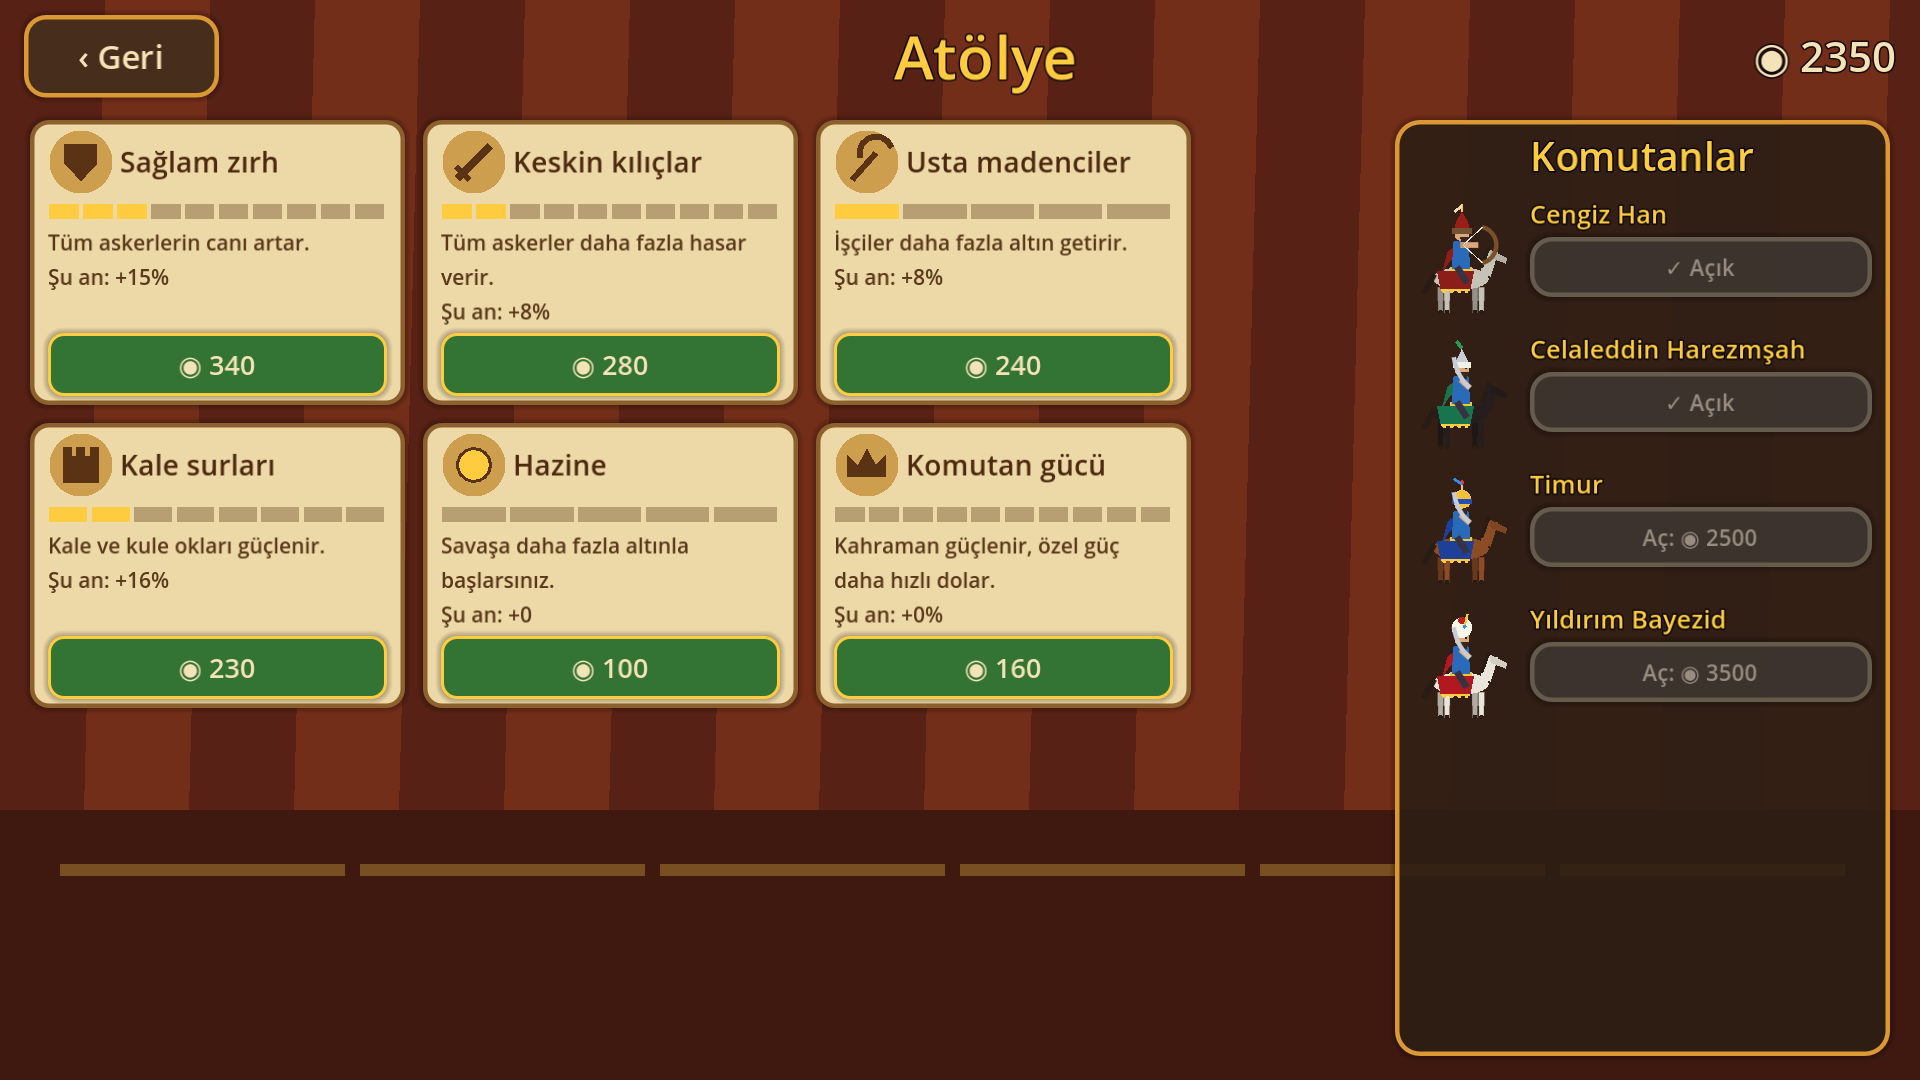 ‹ Geri
Atölye
◉ 2350
Sağlam zırh
Tüm askerlerin canı artar.
Şu an: +15%
◉ 340
Keskin kılıçlar
Tüm askerler daha fazla hasar
verir.
Şu an: +8%
◉ 280
Usta madenciler
İşçiler daha fazla altın getirir.
Şu an: +8%
◉ 240
Kale surları
Kale ve kule okları güçlenir.
Şu an: +16%
◉ 230
Hazine
Savaşa daha fazla altınla
başlarsınız.
Şu an: +0
◉ 100
Komutan gücü
Kahraman güçlenir, özel güç
daha hızlı dolar.
Şu an: +0%
◉ 160
Komutanlar
Cengiz Han
✓ Açık
Celaleddin Harezmşah
✓ Açık
Timur
Aç: ◉ 2500
Yıldırım Bayezid
Aç: ◉ 3500